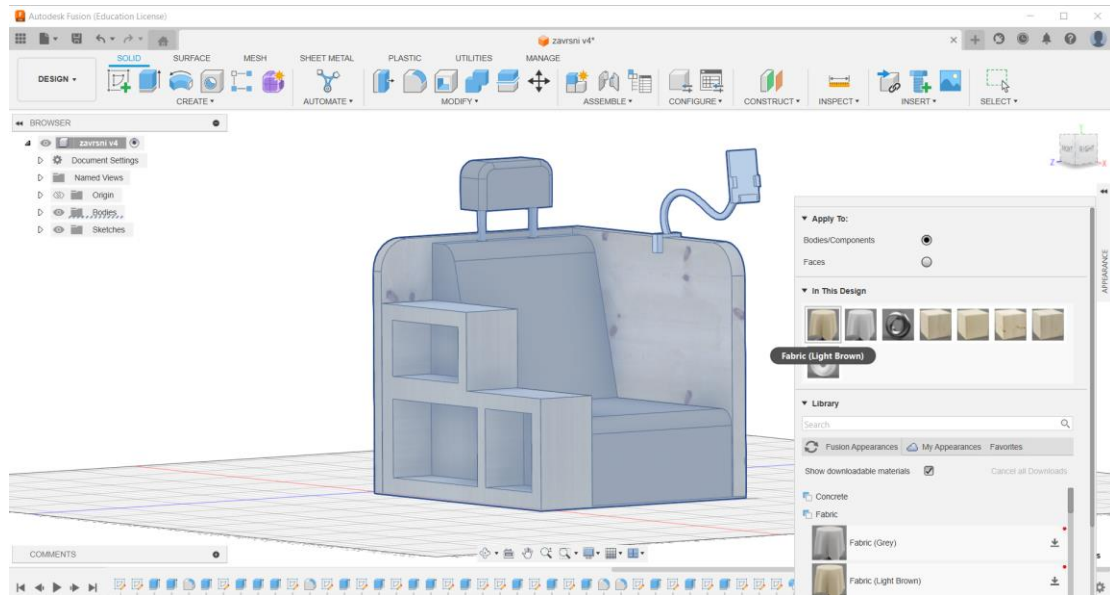 Autodesk Fusion (Education License)
zavrsni v4*
DESIGN
SOLID SURFACE MESH SHEET METAL PLASTIC UTILITIES MANAGE
CREATE AUTOMATE MODIFY ASSEMBLE CONFIGURE CONSTRUCT INSPECT INSERT SELECT
BROWSER
zavrsni v4
Document Settings
Named Views
Origin
Bodies
Sketches
RIGHT
Z
X
APPEARANCE
Apply To:
Bodies/Components
Faces
In This Design
Fabric (Light Brown)
Library
Search
Fusion Appearances My Appearances Favorites
Show downloadable materials Cancel all Downloads
Concrete
Fabric
Fabric (Grey)
Fabric (Light Brown)
COMMENTS